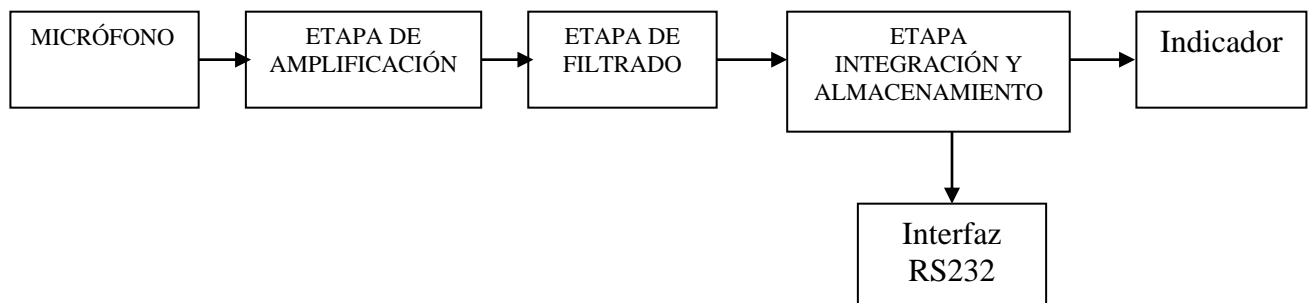 MICRÓFONO
ETAPA DE
AMPLIFICACIÓN
ETAPA DE
FILTRADO
ETAPA
INTEGRACIÓN Y
ALMACENAMIENTO
Indicador
Interfaz
RS232